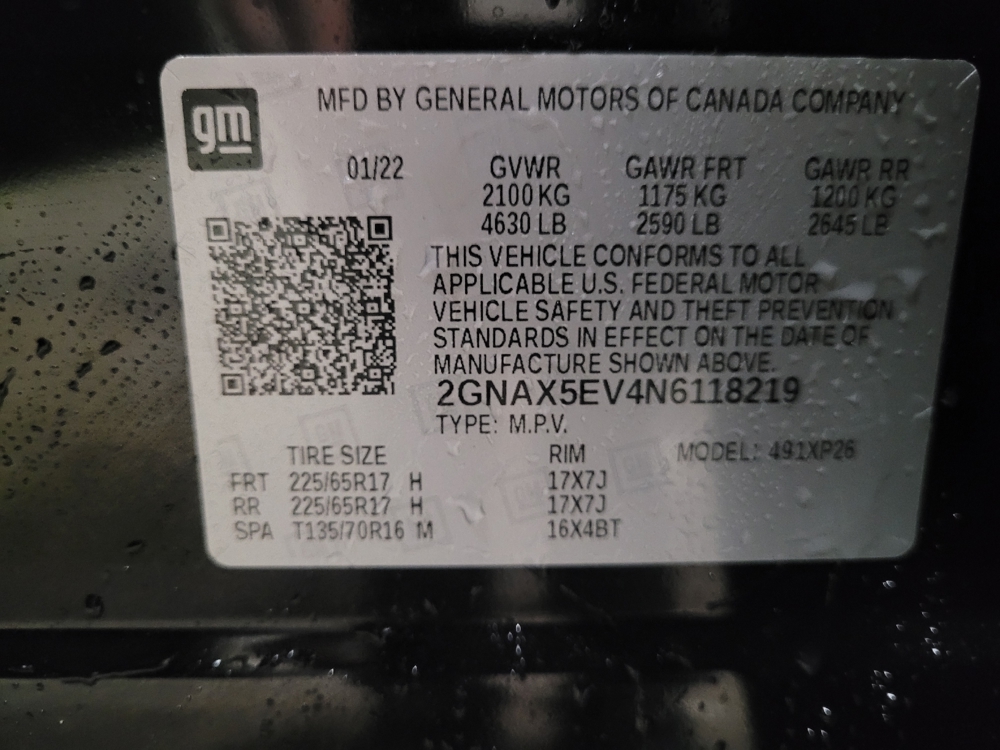 gm
MFD BY GENERAL MOTORS OF CANADA COMPANY
01/22 GVWR GAWR FRT GAWR RR
2100 KG 1175 KG 1200 KG
4630 LB 2590 LB 2645 LB
THIS VEHICLE CONFORMS TO ALL
APPLICABLE U.S. FEDERAL MOTOR
VEHICLE SAFETY AND THEFT PREVENTION
STANDARDS IN EFFECT ON THE DATE OF
MANUFACTURE SHOWN ABOVE.
2GNAX5EV4N6118219
TYPE: M.P.V.
TIRE SIZE RIM MODEL: 491XP26
FRT 225/65R17 H 17X7J
RR 225/65R17 H 17X7J
SPA T135/70R16 M 16X4BT